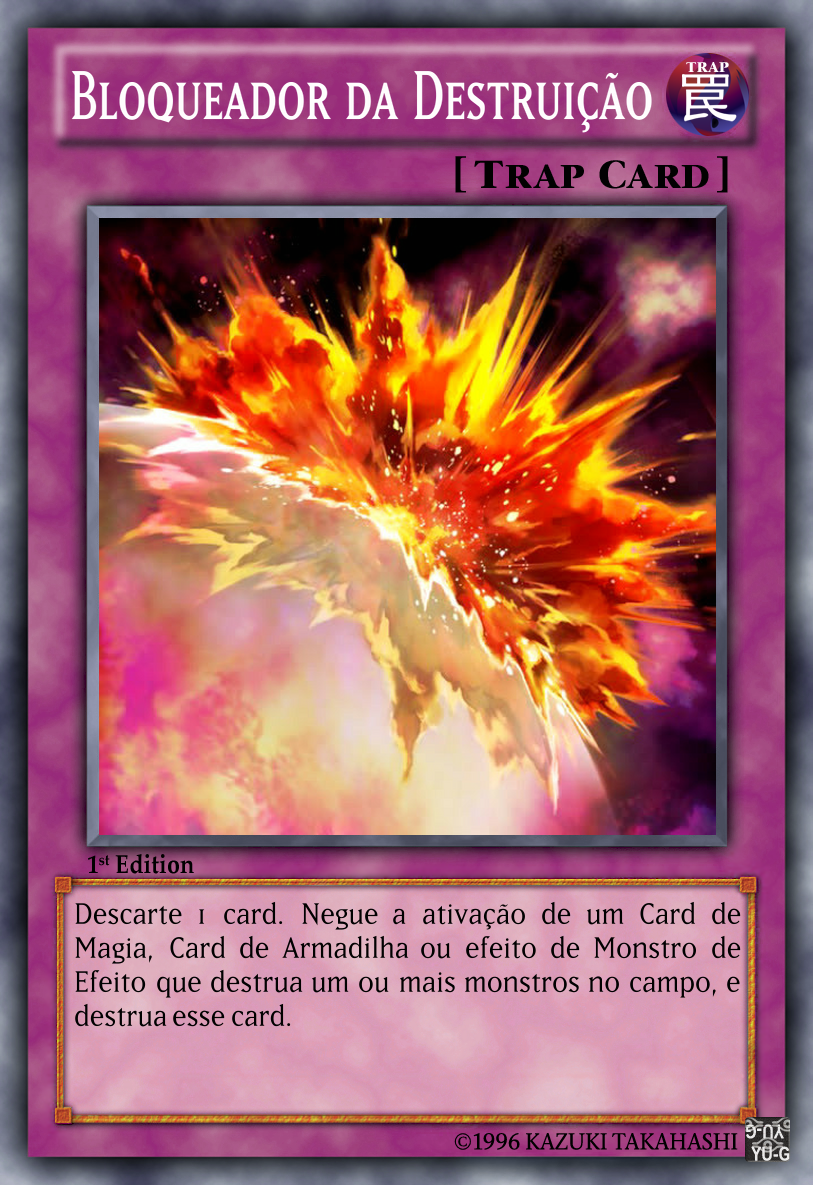 Bloqueador da Destruição
TRAP
罠
[Trap Card]
1st Edition
Descarte 1 card. Negue a ativação de um Card de
Magia, Card de Armadilha ou efeito de Monstro de
Efeito que destrua um ou mais monstros no campo, e
destrua esse card.
©1996 KAZUKI TAKAHASHI
YU-G
YU-G